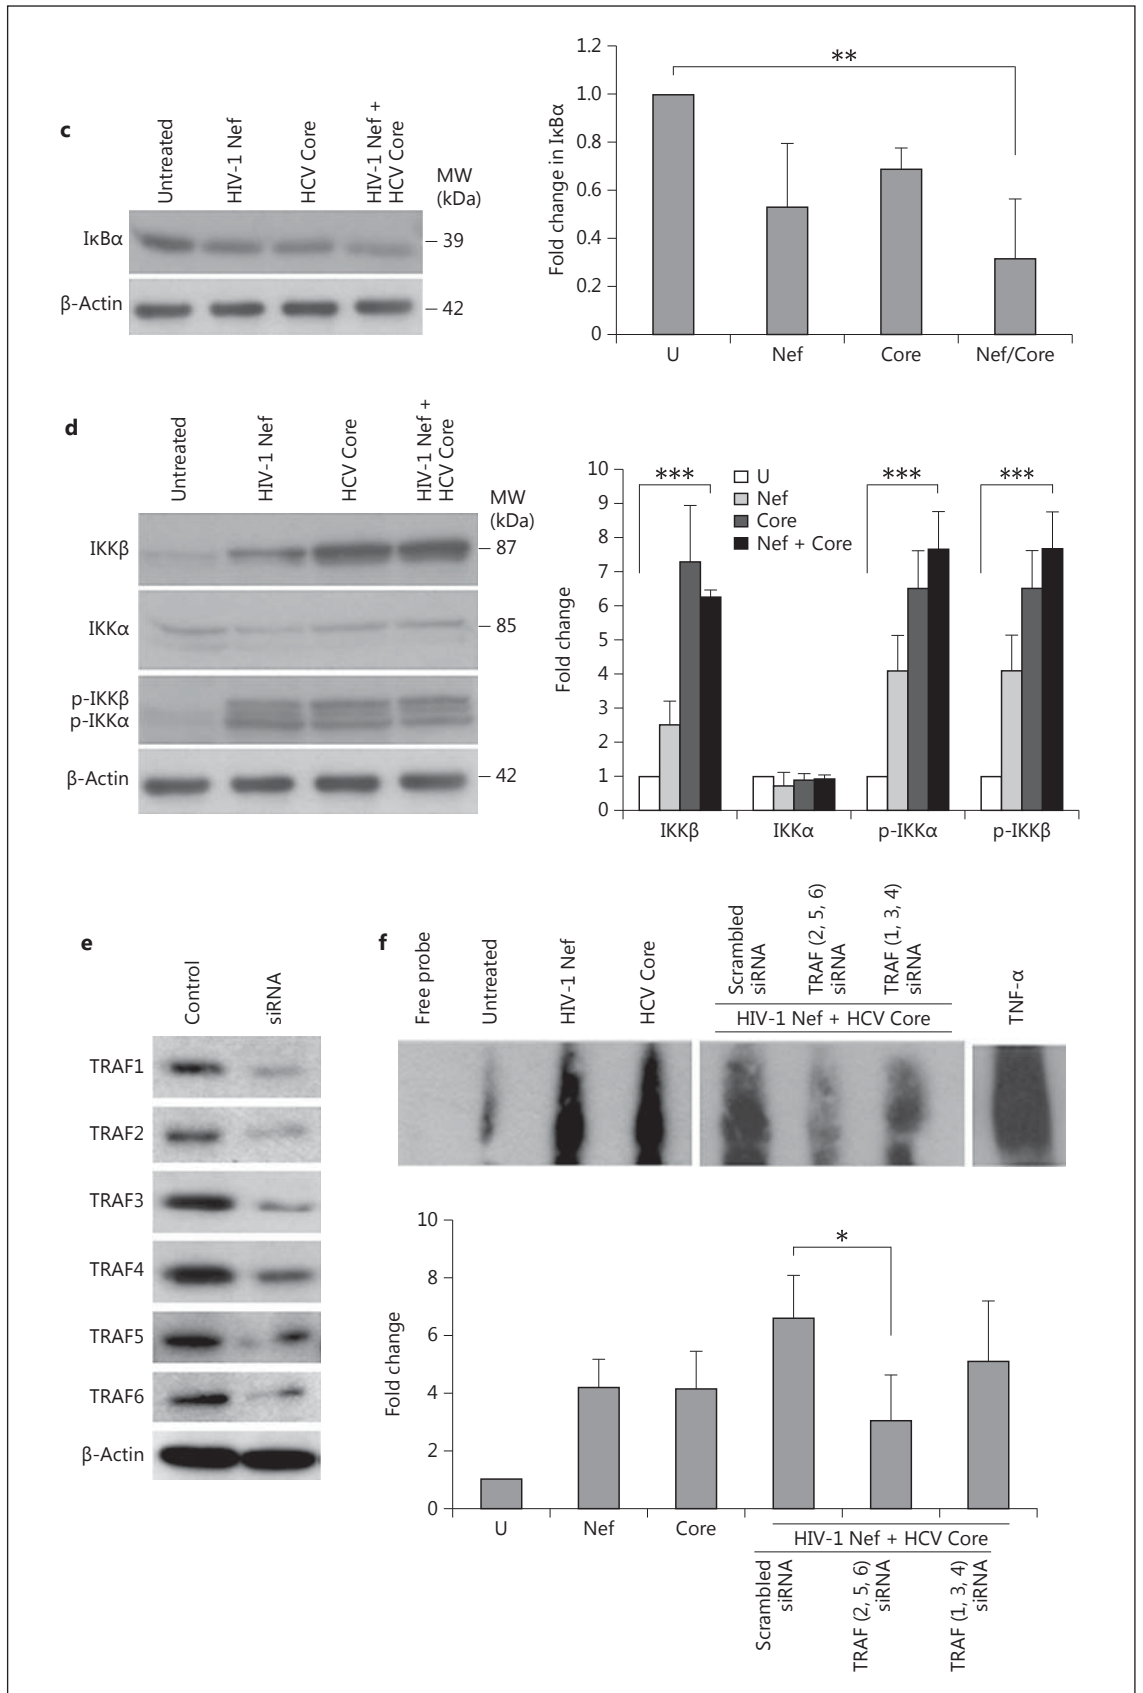 c
Untreated
HIV-1 Nef
HCV Core
HIV-1 Nef +
HCV Core
MW
(kDa)
IκBα
39
β-Actin
42
Fold change in IκBα
1.2
1.0
0.8
0.6
0.4
0.2
0
**
U
Nef
Core
Nef/Core
d
Untreated
HIV-1 Nef
HCV Core
HIV-1 Nef +
HCV Core
MW
(kDa)
IKKβ
87
IKKα
85
p-IKKβ
p-IKKα
β-Actin
42
Fold change
10
9
8
7
6
5
4
3
2
1
0
***
***
***
U
Nef
Core
Nef + Core
IKKβ
IKKα
p-IKKα
p-IKKβ
e
Control
siRNA
TRAF1
TRAF2
TRAF3
TRAF4
TRAF5
TRAF6
β-Actin
f
Free probe
Untreated
HIV-1 Nef
HCV Core
Scrambled
siRNA
TRAF (2, 5, 6)
siRNA
TRAF (1, 3, 4)
siRNA
HIV-1 Nef + HCV Core
TNF-α
Fold change
10
8
6
4
2
0
*
U
Nef
Core
HIV-1 Nef + HCV Core
Scrambled
siRNA
TRAF (2, 5, 6)
siRNA
TRAF (1, 3, 4)
siRNA